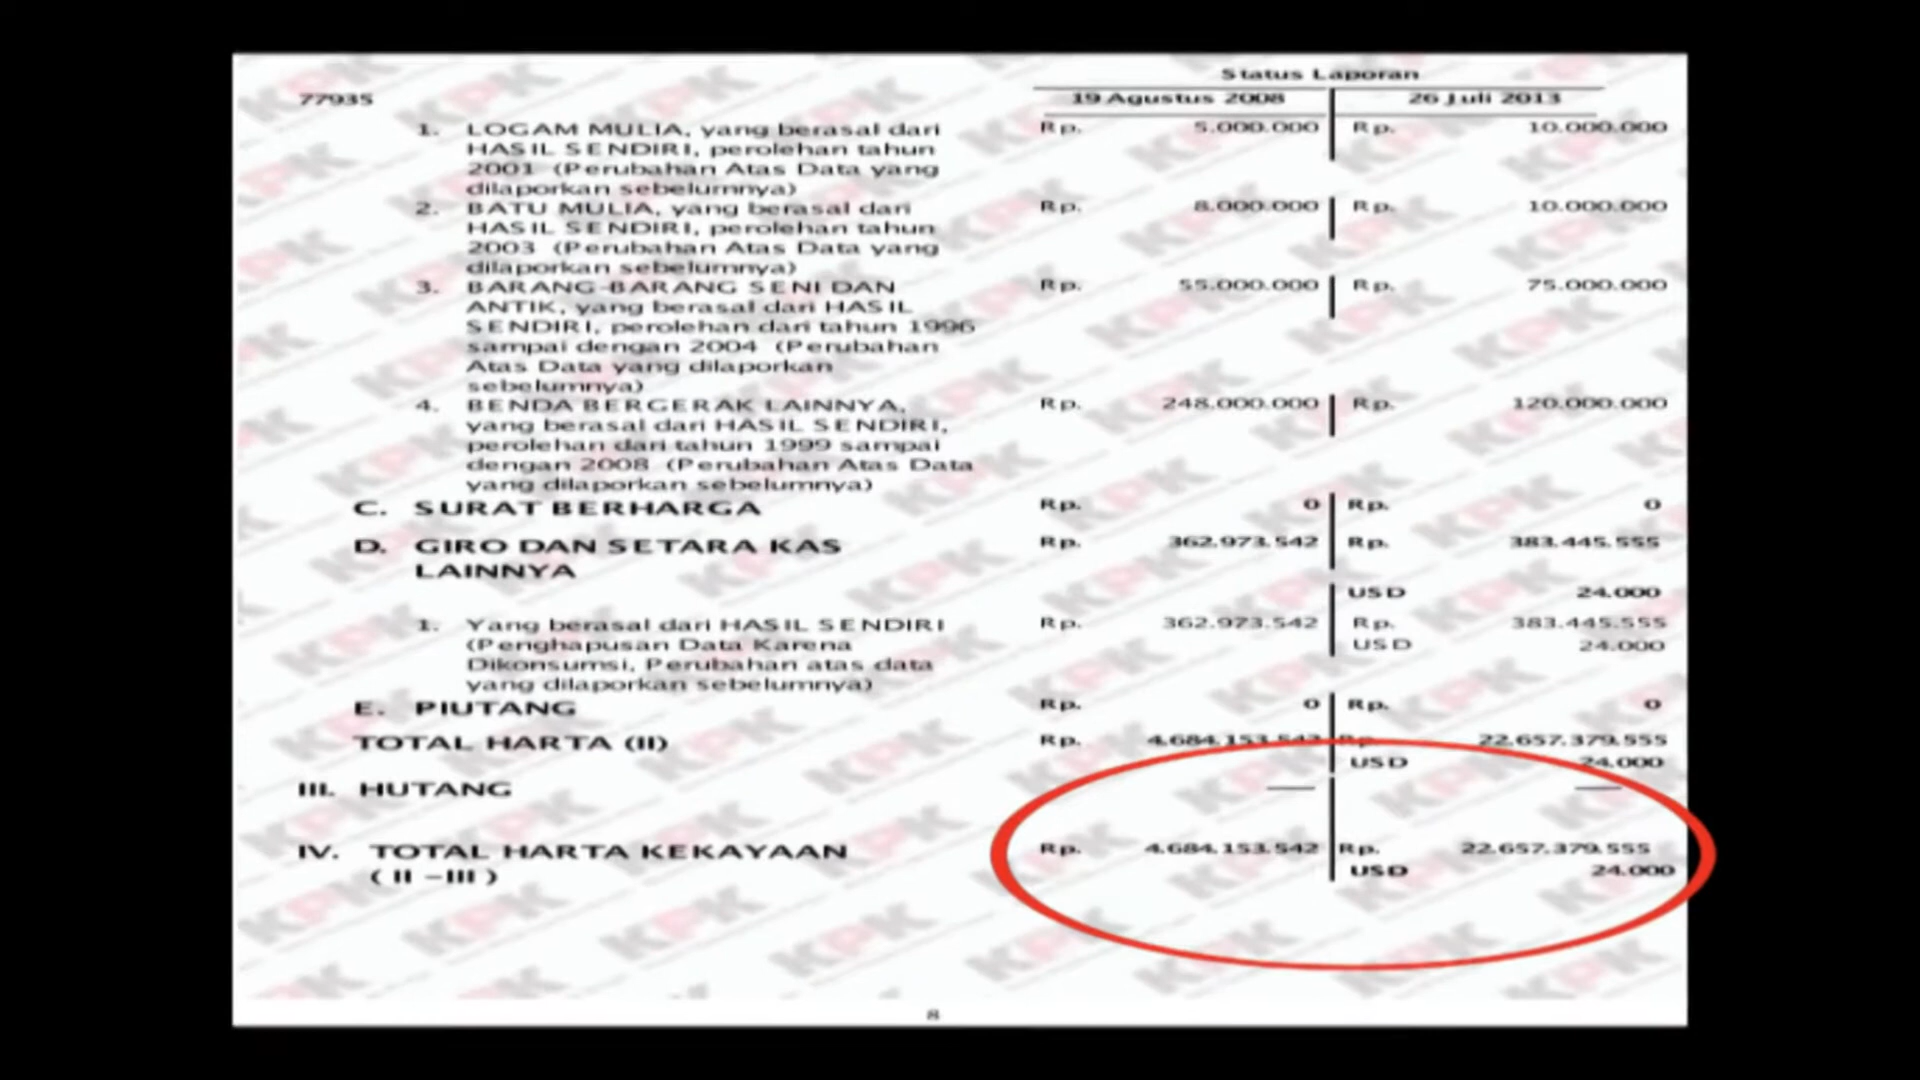 Status Laporan
77935 19 Agustus 2008 26 Juli 2013
1. LOGAM MULIA, yang berasal dari Rp. 5.000.000 Rp. 10.000.000
HASIL SENDIRI, perolehan tahun
2001 (Perubahan Atas Data yang
dilaporkan sebelumnya)
2. BATU MULIA, yang berasal dari Rp. 8.000.000 Rp. 10.000.000
HASIL SENDIRI, perolehan tahun
2003 (Perubahan Atas Data yang
dilaporkan sebelumnya)
3. BARANG-BARANG SENI DAN Rp. 55.000.000 Rp. 75.000.000
ANTIK, yang berasal dari HASIL
SENDIRI, perolehan dari tahun 1996
sampai dengan 2004 (Perubahan
Atas Data yang dilaporkan
sebelumnya)
4. BENDA BERGERAK LAINNYA, Rp. 248.000.000 Rp. 120.000.000
yang berasal dari HASIL SENDIRI,
perolehan dari tahun 1999 sampai
dengan 2008 (Perubahan Atas Data
yang dilaporkan sebelumnya)
C. SURAT BERHARGA Rp. 0 Rp. 0
D. GIRO DAN SETARA KAS Rp. 362.973.542 Rp. 383.445.555
LAINNYA
USD 24.000
1. Yang berasal dari HASIL SENDIRI Rp. 362.973.542 Rp. 383.445.555
(Penghapusan Data Karena USD 24.000
Dikonsumsi, Perubahan atas data
yang dilaporkan sebelumnya)
E. PIUTANG Rp. 0 Rp. 0
TOTAL HARTA (II) Rp. 4.684.153.542 Rp. 22.657.379.555
USD 24.000
III. HUTANG
IV. TOTAL HARTA KEKAYAAN Rp. 4.684.153.542 Rp. 22.657.379.555
( II –III ) USD 24.000
8
KPK